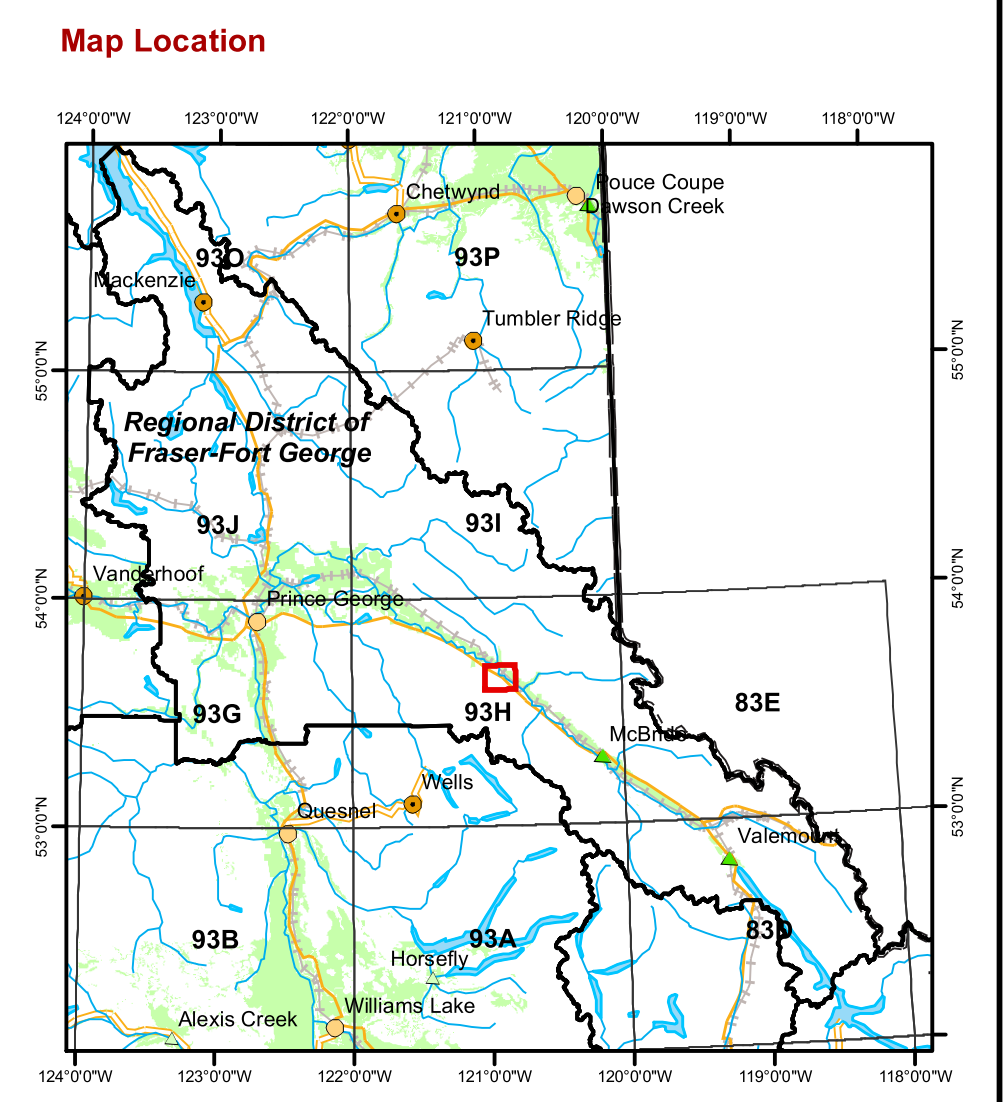 Map Location
124°0'0"W 123°0'0"W 122°0'0"W 121°0'0"W 120°0'0"W 119°0'0"W 118°0'0"W
Pouce Coupe
Chetwynd
Dawson Creek
93O
93P
Mackenzie
Tumbler Ridge
55°0'0"N
55°0'0"N
Regional District of
Fraser-Fort George
93J
93I
Vanderhoof
54°0'0"N
54°0'0"N
Prince George
83E
93G
93H
McBride
Wells
Quesnel
53°0'0"N
53°0'0"N
Valemount
83D
93B
93A
Horsefly
Williams Lake
Alexis Creek
124°0'0"W 123°0'0"W 122°0'0"W 121°0'0"W 120°0'0"W 119°0'0"W 118°0'0"W